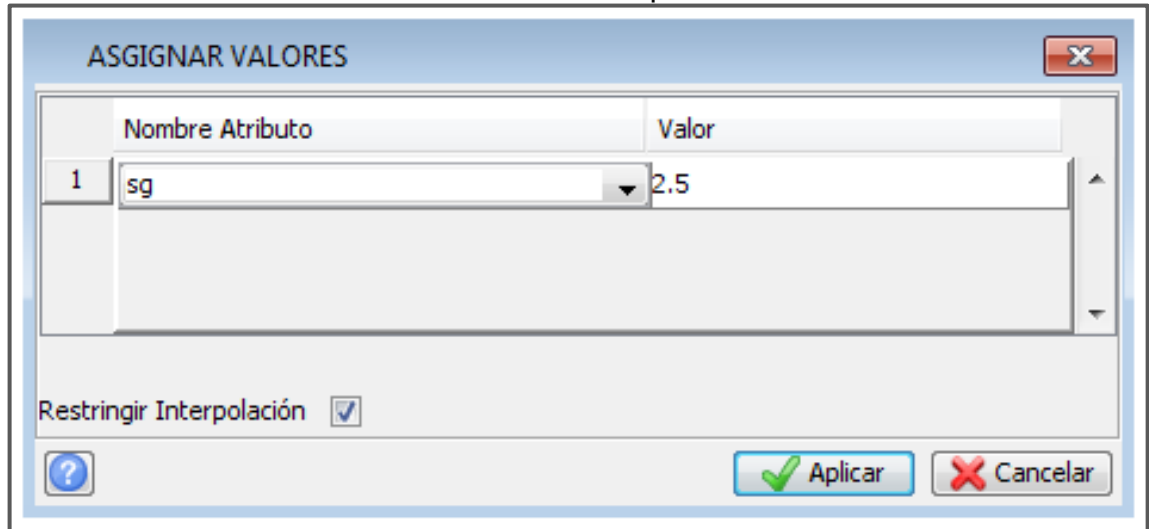 ASGIGNAR VALORES
Nombre Atributo Valor
1 sg 2.5
Restringir Interpolación
Aplicar Cancelar